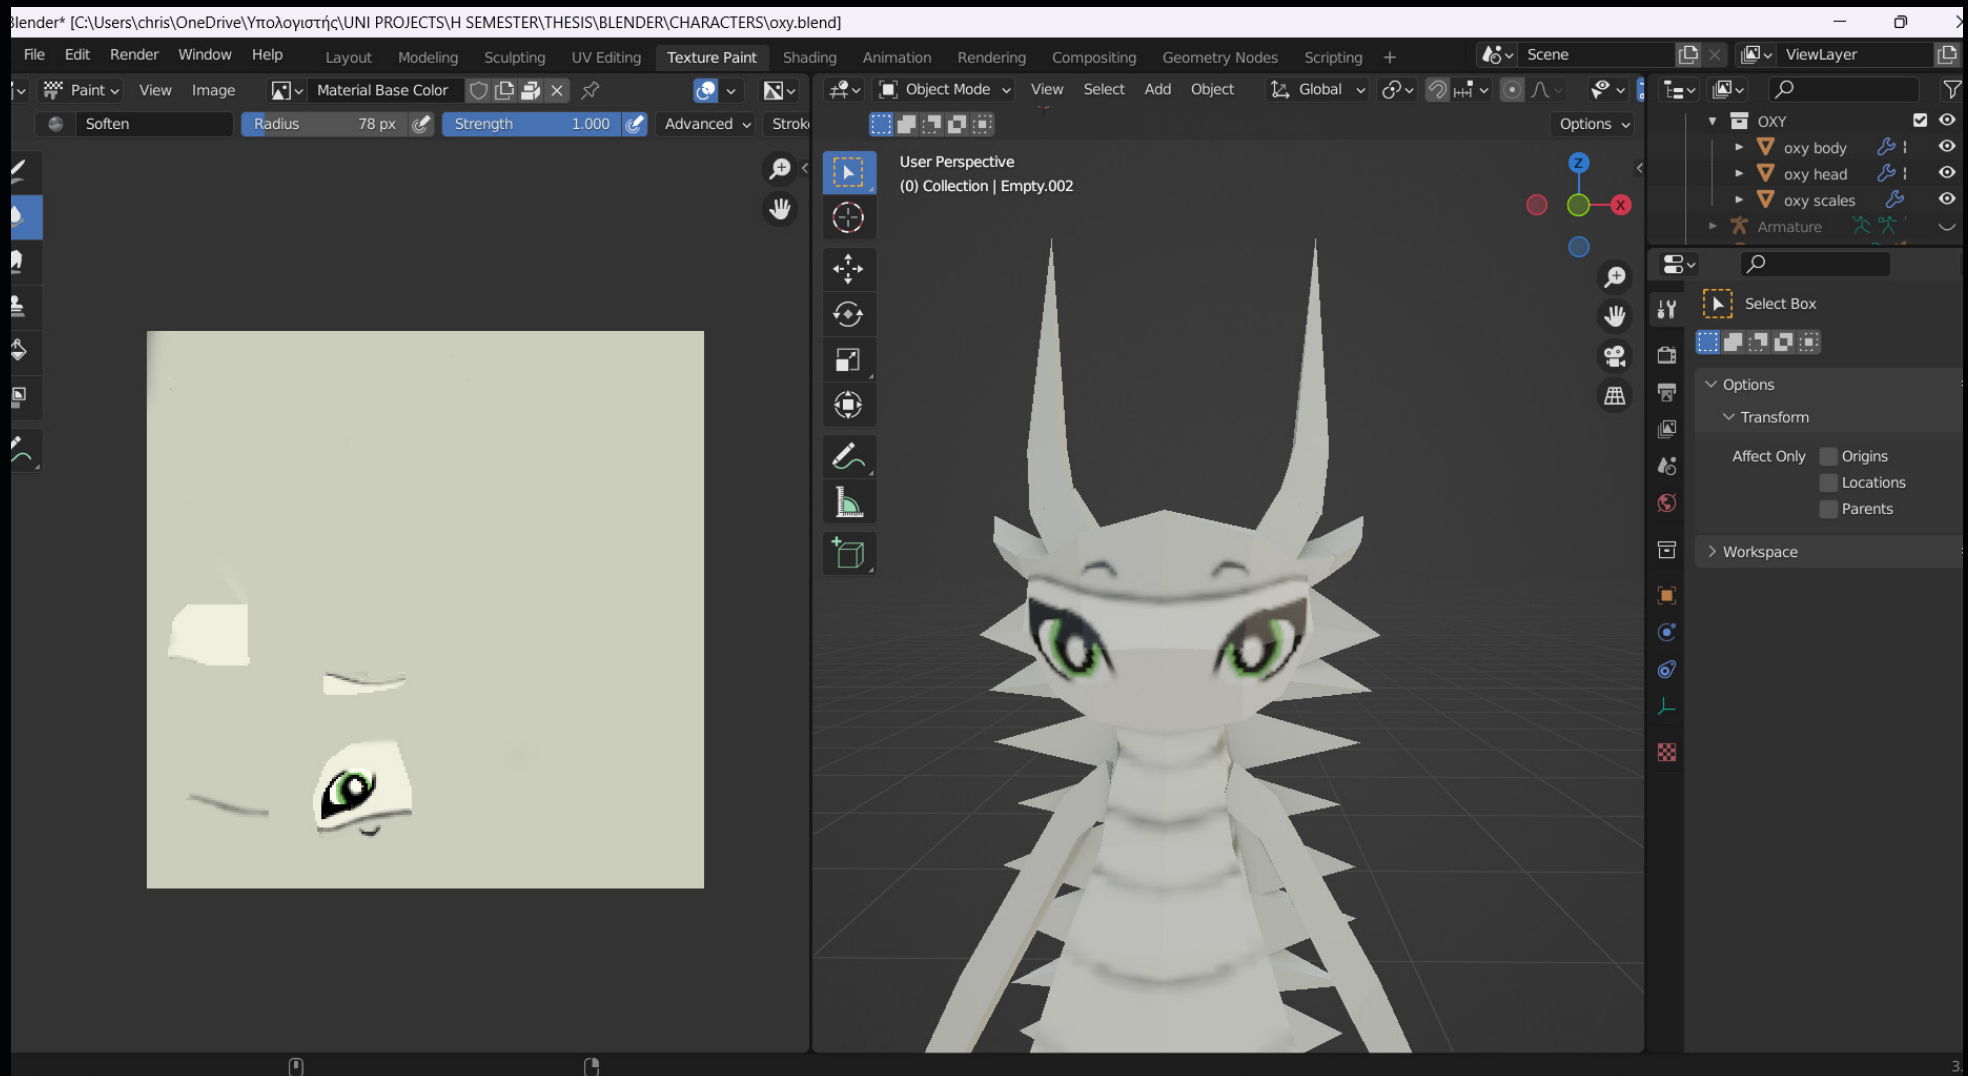 Blender* [C:\Users\chris\OneDrive\Υπολογιστής\UNI PROJECTS\H SEMESTER\THESIS\BLENDER\CHARACTERS\oxy.blend]
File Edit Render Window Help Layout Modeling Sculpting UV Editing Texture Paint Shading Animation Rendering Compositing Geometry Nodes Scripting + Scene ViewLayer
Paint View Image Material Base Color Object Mode View Select Add Object Global
Soften Radius 78 px Strength 1.000 Advanced Strok Options
User Perspective
(0) Collection | Empty.002
Z
X
OXY
oxy body
oxy head
oxy scales
Armature
Select Box
Options
Transform
Affect Only Origins
Locations
Parents
Workspace
3.